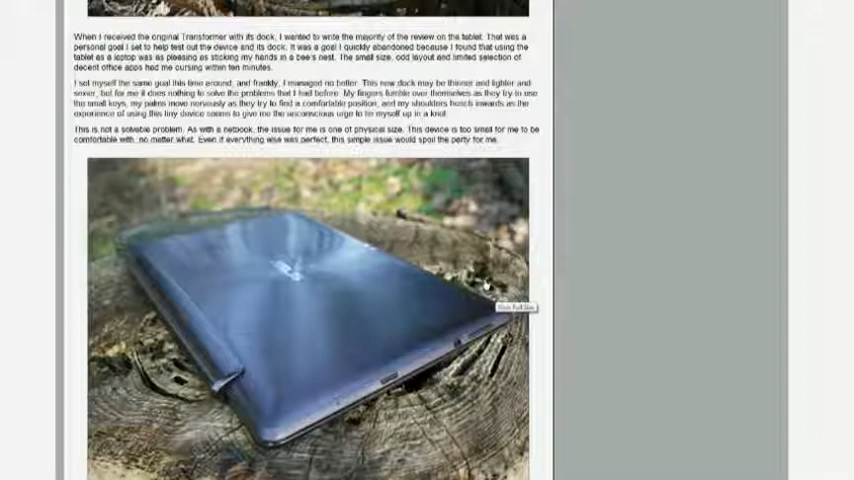 When I received the original Transformer with its dock, I wanted to write the majority of the review on the tablet. That was a
personal goal I set to help test out the device and its dock. It was a goal I quickly abandoned because I found that using the
tablet as a laptop was as pleasing as sticking my hands in a bee's nest. The small size, odd layout and limited selection of
decent office apps had me cursing within ten minutes.
I set myself the same goal this time around, and frankly, I managed no better. This new dock may be thinner and lighter and
sexier, but for me it does nothing to solve the problems that I had before. My fingers fumble over themselves as they try to use
the small keys, my palms move nervously as they try to find a comfortable position, and my shoulders hunch inwards as the
experience of using this tiny device seems to give me the unconscious urge to tie myself up in a knot.
This is not a solvable problem. As with a netbook, the issue for me is one of physical size. This device is too small for me to be
comfortable with, no matter what. Even if everything else was perfect, this simple issue would spoil the party for me.
View Full Size